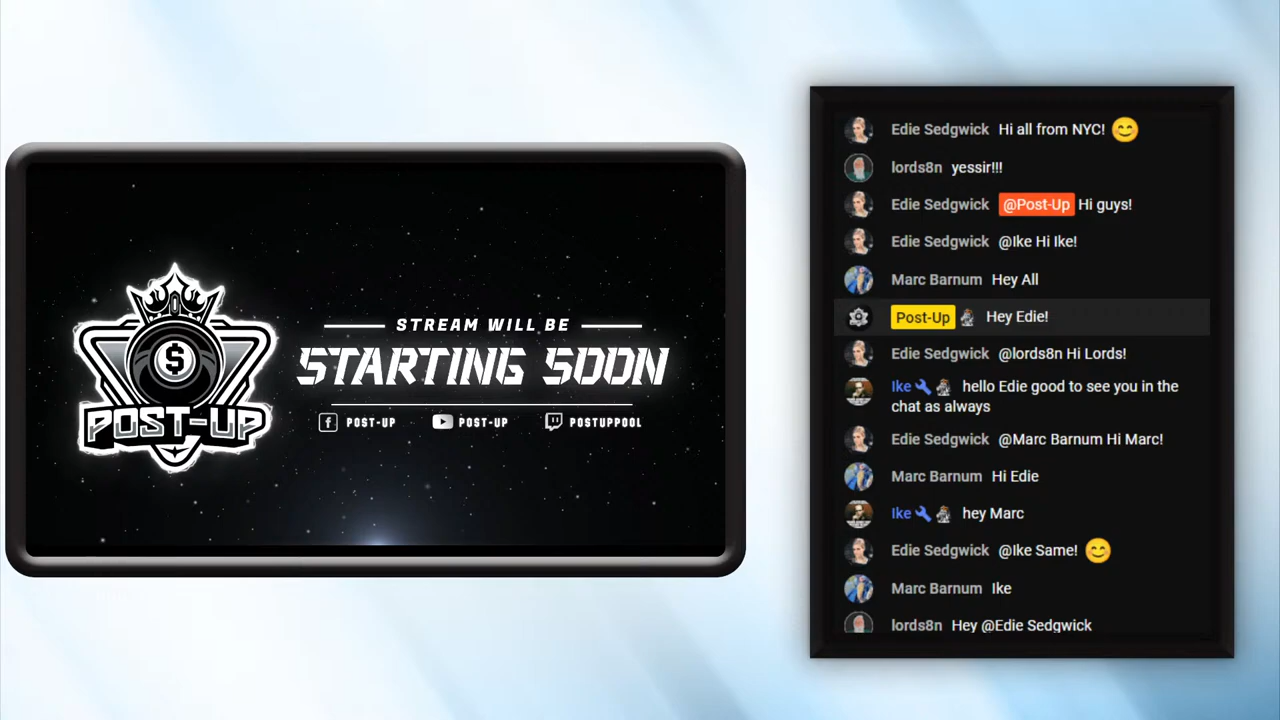 STREAM WILL BE
STARTING SOON
POST-UP
POST-UP
POSTUPPOOL
$
POST-UP
Edie Sedgwick Hi all from NYC! 😊
lords8n yessir!!!
Edie Sedgwick @Post-Up Hi guys!
Edie Sedgwick @Ike Hi Ike!
Marc Barnum Hey All
Post-Up Hey Edie!
Edie Sedgwick @lords8n Hi Lords!
Ike hello Edie good to see you in the
chat as always
Edie Sedgwick @Marc Barnum Hi Marc!
Marc Barnum Hi Edie
Ike hey Marc
Edie Sedgwick @Ike Same! 😊
Marc Barnum Ike
lords8n Hey @Edie Sedgwick